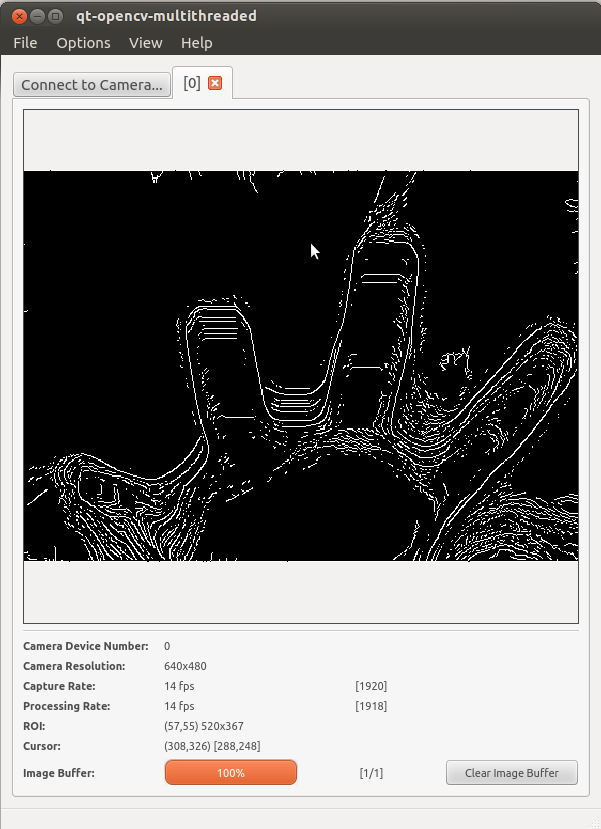 qt-opencv-multithreaded
File Options View Help
Connect to Camera... [0]
Camera Device Number: 0
Camera Resolution: 640x480
Capture Rate: 14 fps [1920]
Processing Rate: 14 fps [1918]
ROI: (57,55) 520x367
Cursor: (308,326) [288,248]
Image Buffer: 100% [1/1] Clear Image Buffer